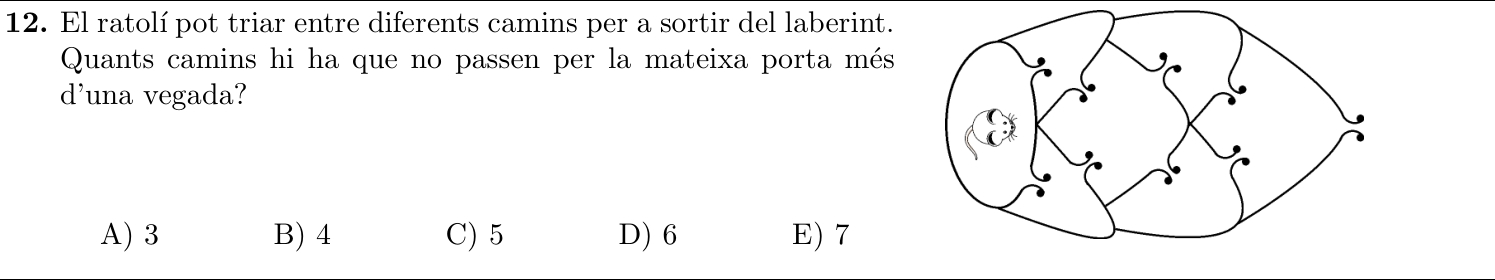 12. El ratolí pot triar entre diferents camins per a sortir del laberint.
Quants camins hi ha que no passen per la mateixa porta més
d'una vegada?
A) 3 B) 4 C) 5 D) 6 E) 7